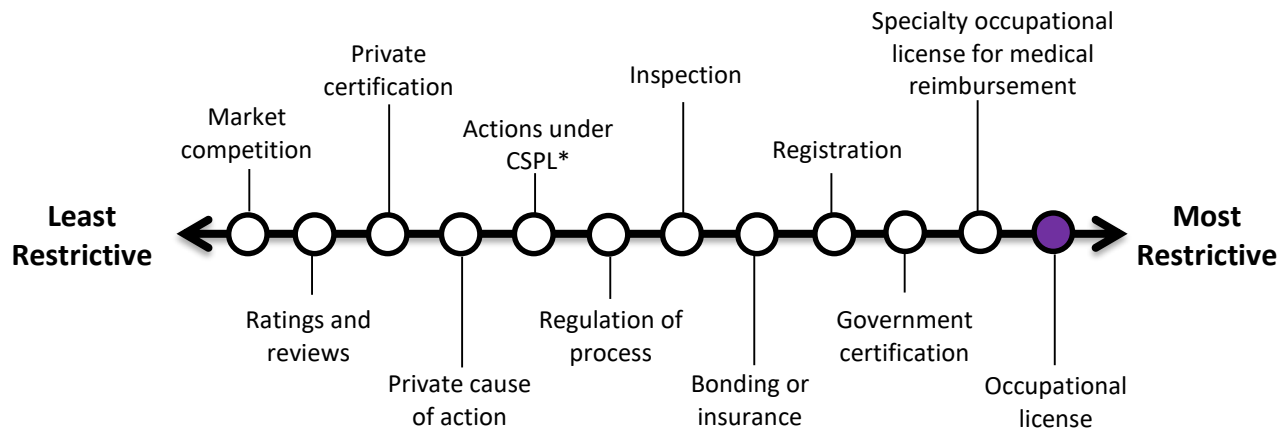 Least
Restrictive
Market
competition
Ratings and
reviews
Private
certification
Private cause
of action
Actions under
CSPL*
Regulation of
process
Inspection
Bonding or
insurance
Registration
Government
certification
Specialty occupational
license for medical
reimbursement
Occupational
license
Most
Restrictive